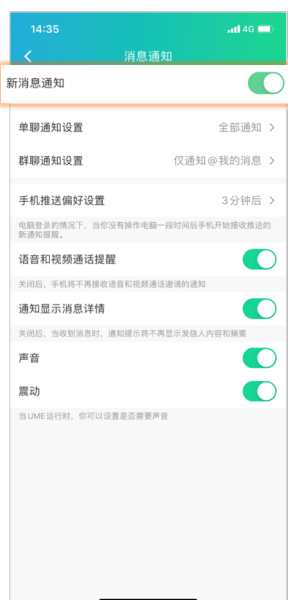 14:35
4G
消息通知
新消息通知
单聊通知设置 全部通知
群聊通知设置 仅通知@我的消息
手机推送偏好设置 3分钟后
电脑登录的情况下，当你没有操作电脑一段时间后手机开始接收推送的
新通知提醒。
语音和视频通话提醒
关闭后，手机将不再接收语音和视频通话邀请的通知
通知显示消息详情
关闭后，当收到消息时，通知提示将不再显示发信人内容和摘要
声音
震动
当UME运行时，你可以设置是否需要声音